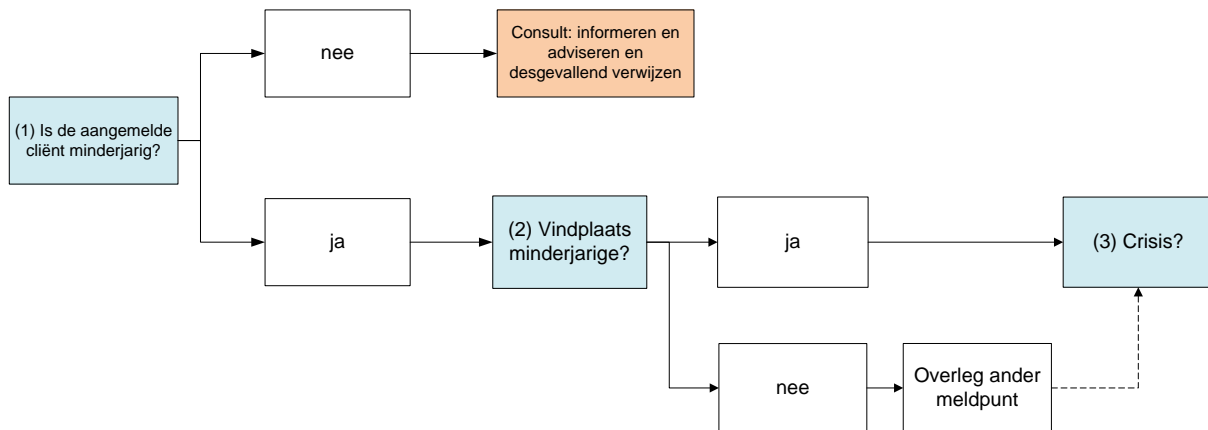 nee
Consult: informeren en
adviseren en
desgevallend verwijzen
(1) Is de aangemelde
cliënt minderjarig?
ja
(2) Vindplaats
minderjarige?
ja
(3) Crisis?
nee
Overleg ander
meldpunt